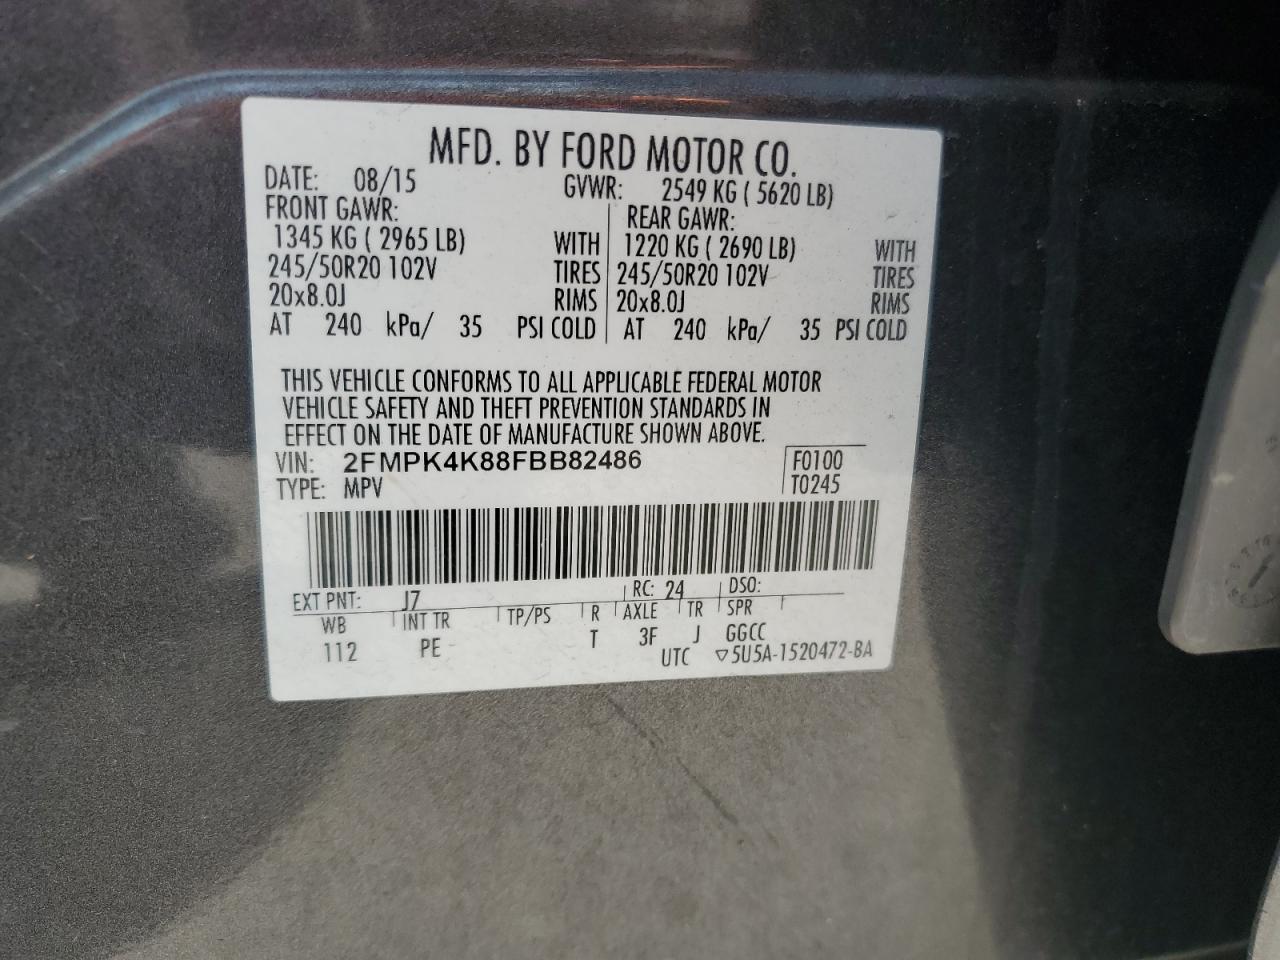 MFD. BY FORD MOTOR CO.
DATE: 08/15 GVWR: 2549 KG ( 5620 LB)
FRONT GAWR: REAR GAWR:
1345 KG ( 2965 LB) WITH 1220 KG ( 2690 LB) WITH
245/50R20 102V TIRES 245/50R20 102V TIRES
20x8.0J RIMS 20x8.0J RIMS
AT 240 kPa/ 35 PSI COLD AT 240 kPa/ 35 PSI COLD
THIS VEHICLE CONFORMS TO ALL APPLICABLE FEDERAL MOTOR
VEHICLE SAFETY AND THEFT PREVENTION STANDARDS IN
EFFECT ON THE DATE OF MANUFACTURE SHOWN ABOVE.
VIN: 2FMPK4K88FBB82486 F0100
TYPE: MPV T0245
EXT PNT: J7 RC: 24 DSO:
WB INT TR TP/PS R AXLE TR SPR
112 PE T 3F J GGCC
UTC ▽5U5A-1520472-BA